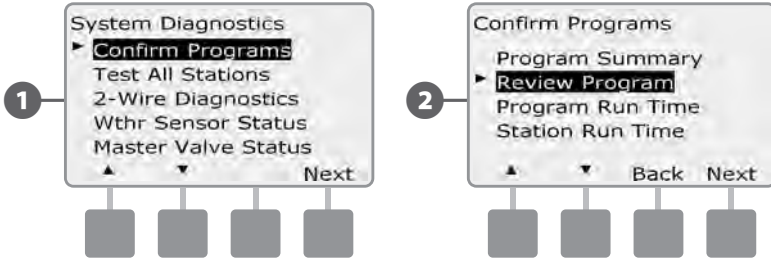 System Diagnostics
► Confirm Programs
Test All Stations
2-Wire Diagnostics
Wthr Sensor Status
Master Valve Status
▲ ▼ Next
1
Confirm Programs
Program Summary
► Review Program
Program Run Time
Station Run Time
▲ ▼ Back Next
2